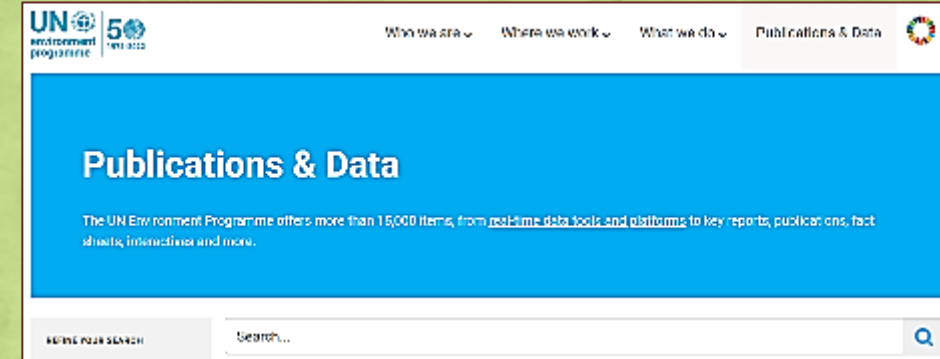 UN environment programme 50 1972-2022
Who we are Where we work What we do Publications & Data
Publications & Data
The UN Environment Programme offers more than 15,000 items, from real-time data tools and platforms to key reports, publications, fact
sheets, interactives and more.
REFINE YOUR SEARCH
Search...